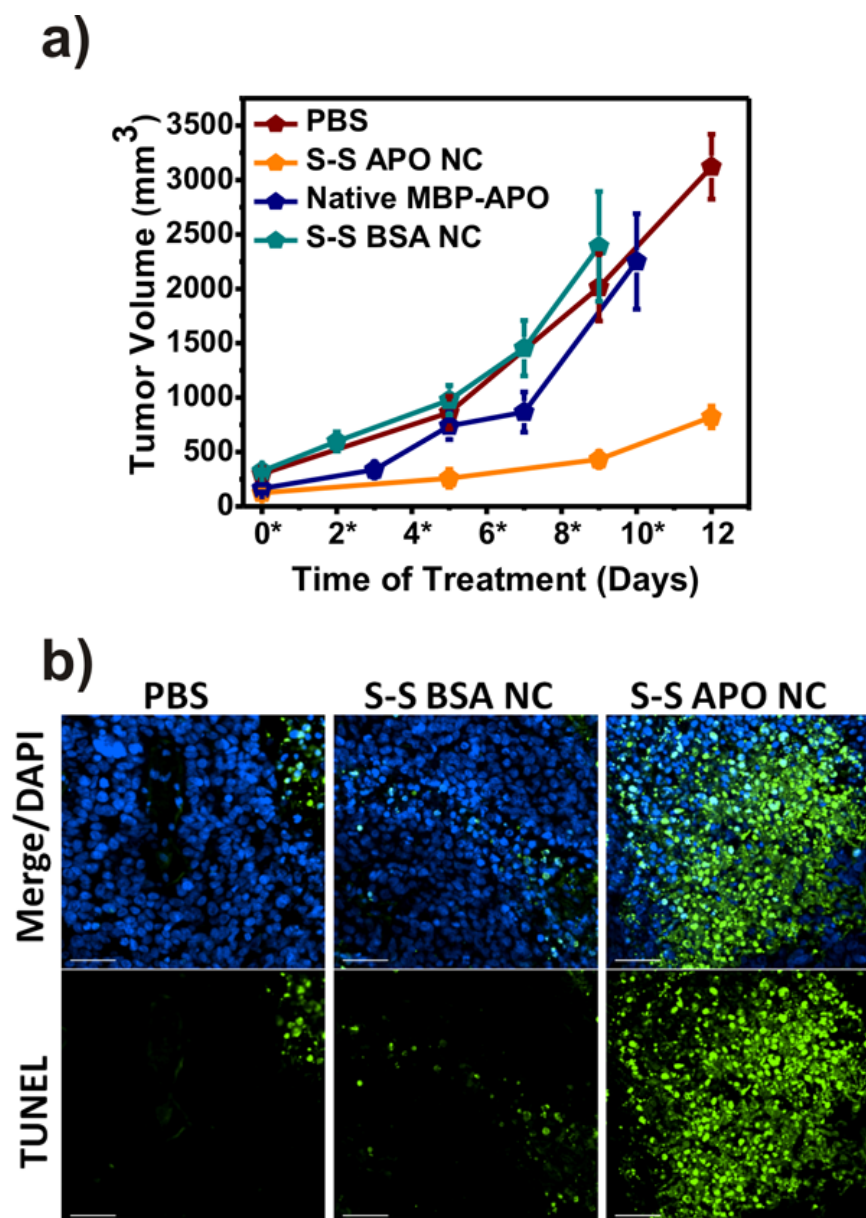 a)
Tumor Volume (mm³)
3500
3000
2500
2000
1500
1000
500
0
PBS
S-S APO NC
Native MBP-APO
S-S BSA NC
0* 2* 4* 6* 8* 10* 12
Time of Treatment (Days)
b)
PBS S-S BSA NC S-S APO NC
Merge/DAPI
TUNEL